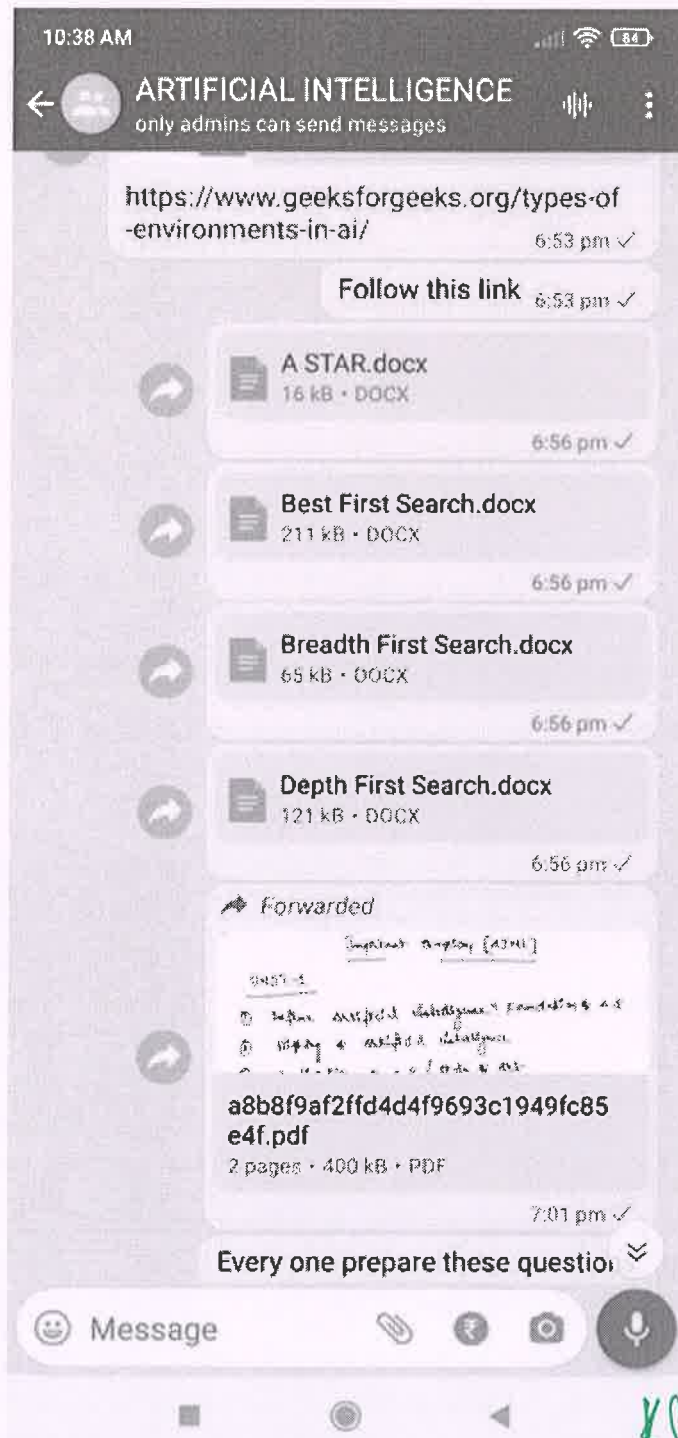 10:38 AM
84
ARTIFICIAL INTELLIGENCE
only admins can send messages
https://www.geeksforgeeks.org/types-of
-environments-in-ai/
6:53 pm
Follow this link 6:53 pm
A STAR.docx
16 kB • DOCX
6:56 pm
Best First Search.docx
211 kB • DOCX
6:56 pm
Breadth First Search.docx
65 kB • DOCX
6:56 pm
Depth First Search.docx
121 kB • DOCX
6:56 pm
Forwarded
a8b8f9af2ffd4d4f9693c1949fc85
e4f.pdf
2 pages • 400 kB • PDF
7:01 pm
Every one prepare these question
Message